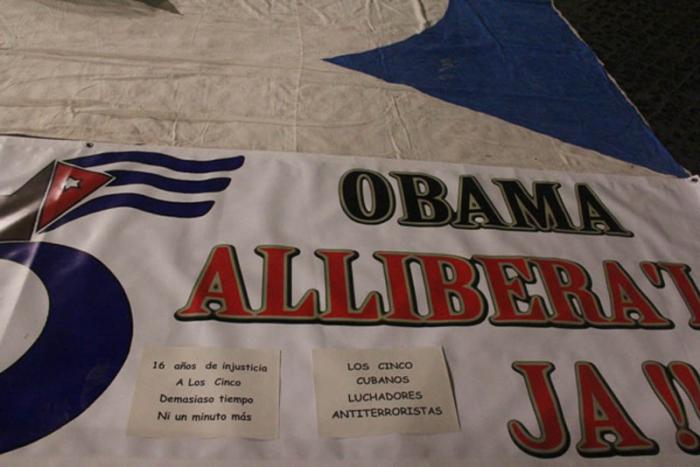 OBAMA
ALLIBERA'L
JA!!
16 años de injusticia
A Los Cinco
Demasiaso tiempo
Ni un minuto más
LOS CINCO
CUBANOS
LUCHADORES
ANTITERRORISTAS